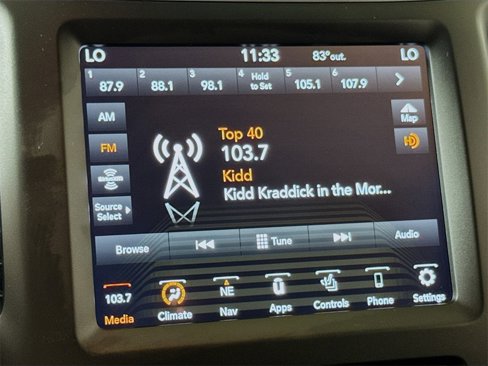 LO 11:33 83°out. LO
1 2 3 4 5 6
87.9 88.1 98.1 Hold to Set 105.1 107.9
AM
Map
FM
HD
Top 40
103.7
Kidd
Kidd Kraddick in the Mor...
Source
Select
Browse Tune Audio
103.7 NE
Media Climate Nav Apps Controls Phone Settings